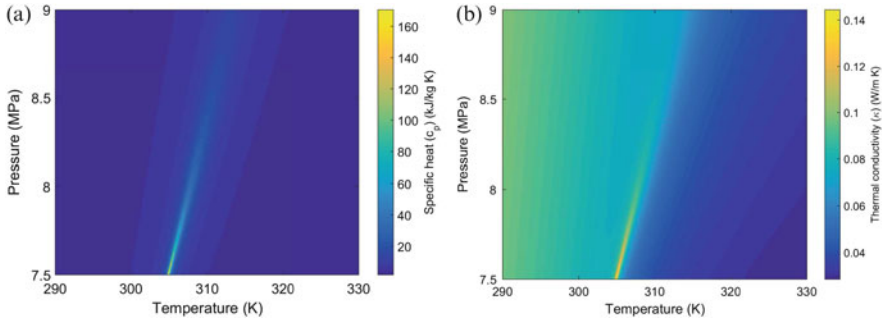 (a)
9
8.5
8
7.5
Pressure (MPa)
290 300 310 320 330
Temperature (K)
160
140
120
100
80
60
40
20
Specific heat (c_p) (kJ/kg K)
(b)
9
8.5
8
7.5
Pressure (MPa)
290 300 310 320 330
Temperature (K)
0.14
0.12
0.1
0.08
0.06
0.04
Thermal conductivity (κ) (W/m K)